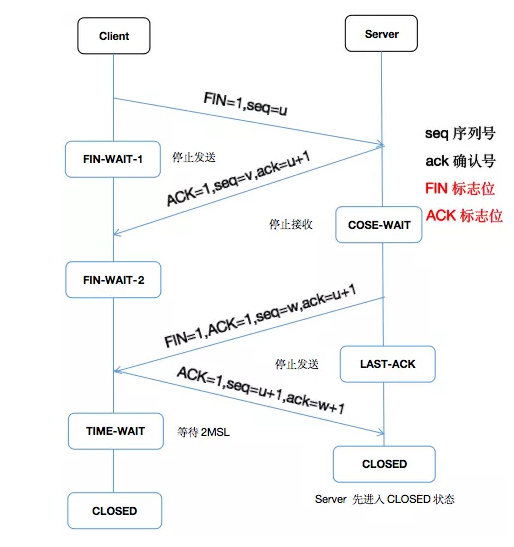 Client
Server
FIN=1,seq=u
seq 序列号
ack 确认号
FIN 标志位
ACK 标志位
FIN-WAIT-1
停止发送
ACK=1,seq=v,ack=u+1
停止接收
COSE-WAIT
FIN-WAIT-2
FIN=1,ACK=1,seq=w,ack=u+1
停止发送
LAST-ACK
ACK=1,seq=u+1,ack=w+1
TIME-WAIT
等待 2MSL
CLOSED
Server 先进入 CLOSED 状态
CLOSED